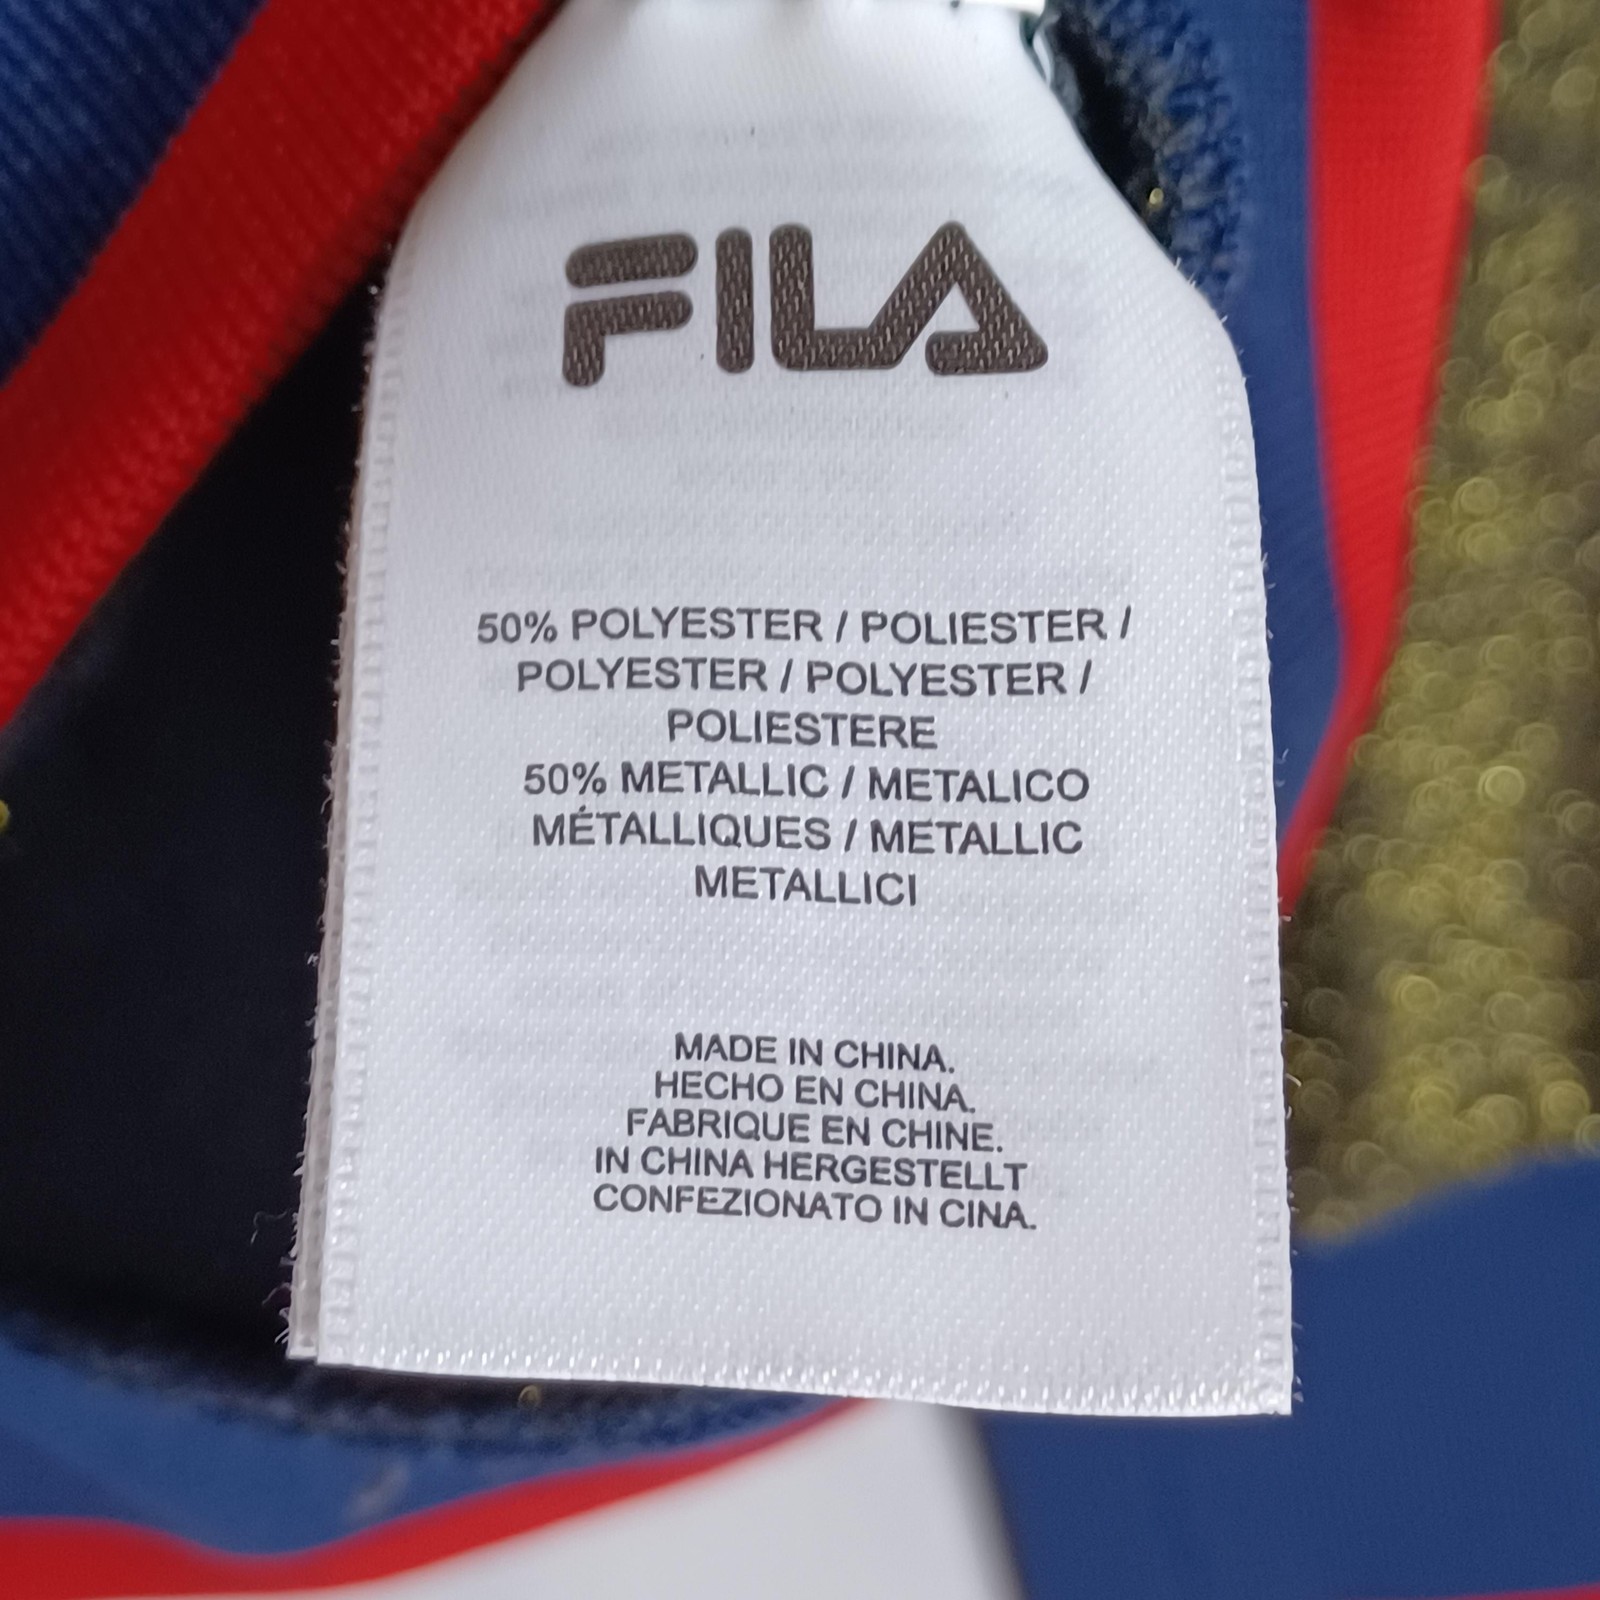 FILA
50% POLYESTER / POLIESTER /
POLYESTER / POLYESTER /
POLIESTERE
50% METALLIC / METALICO
MÉTALLIQUES / METALLIC
METALLICI
MADE IN CHINA.
HECHO EN CHINA.
FABRIQUE EN CHINE.
IN CHINA HERGESTELLT
CONFEZIONATO IN CINA.